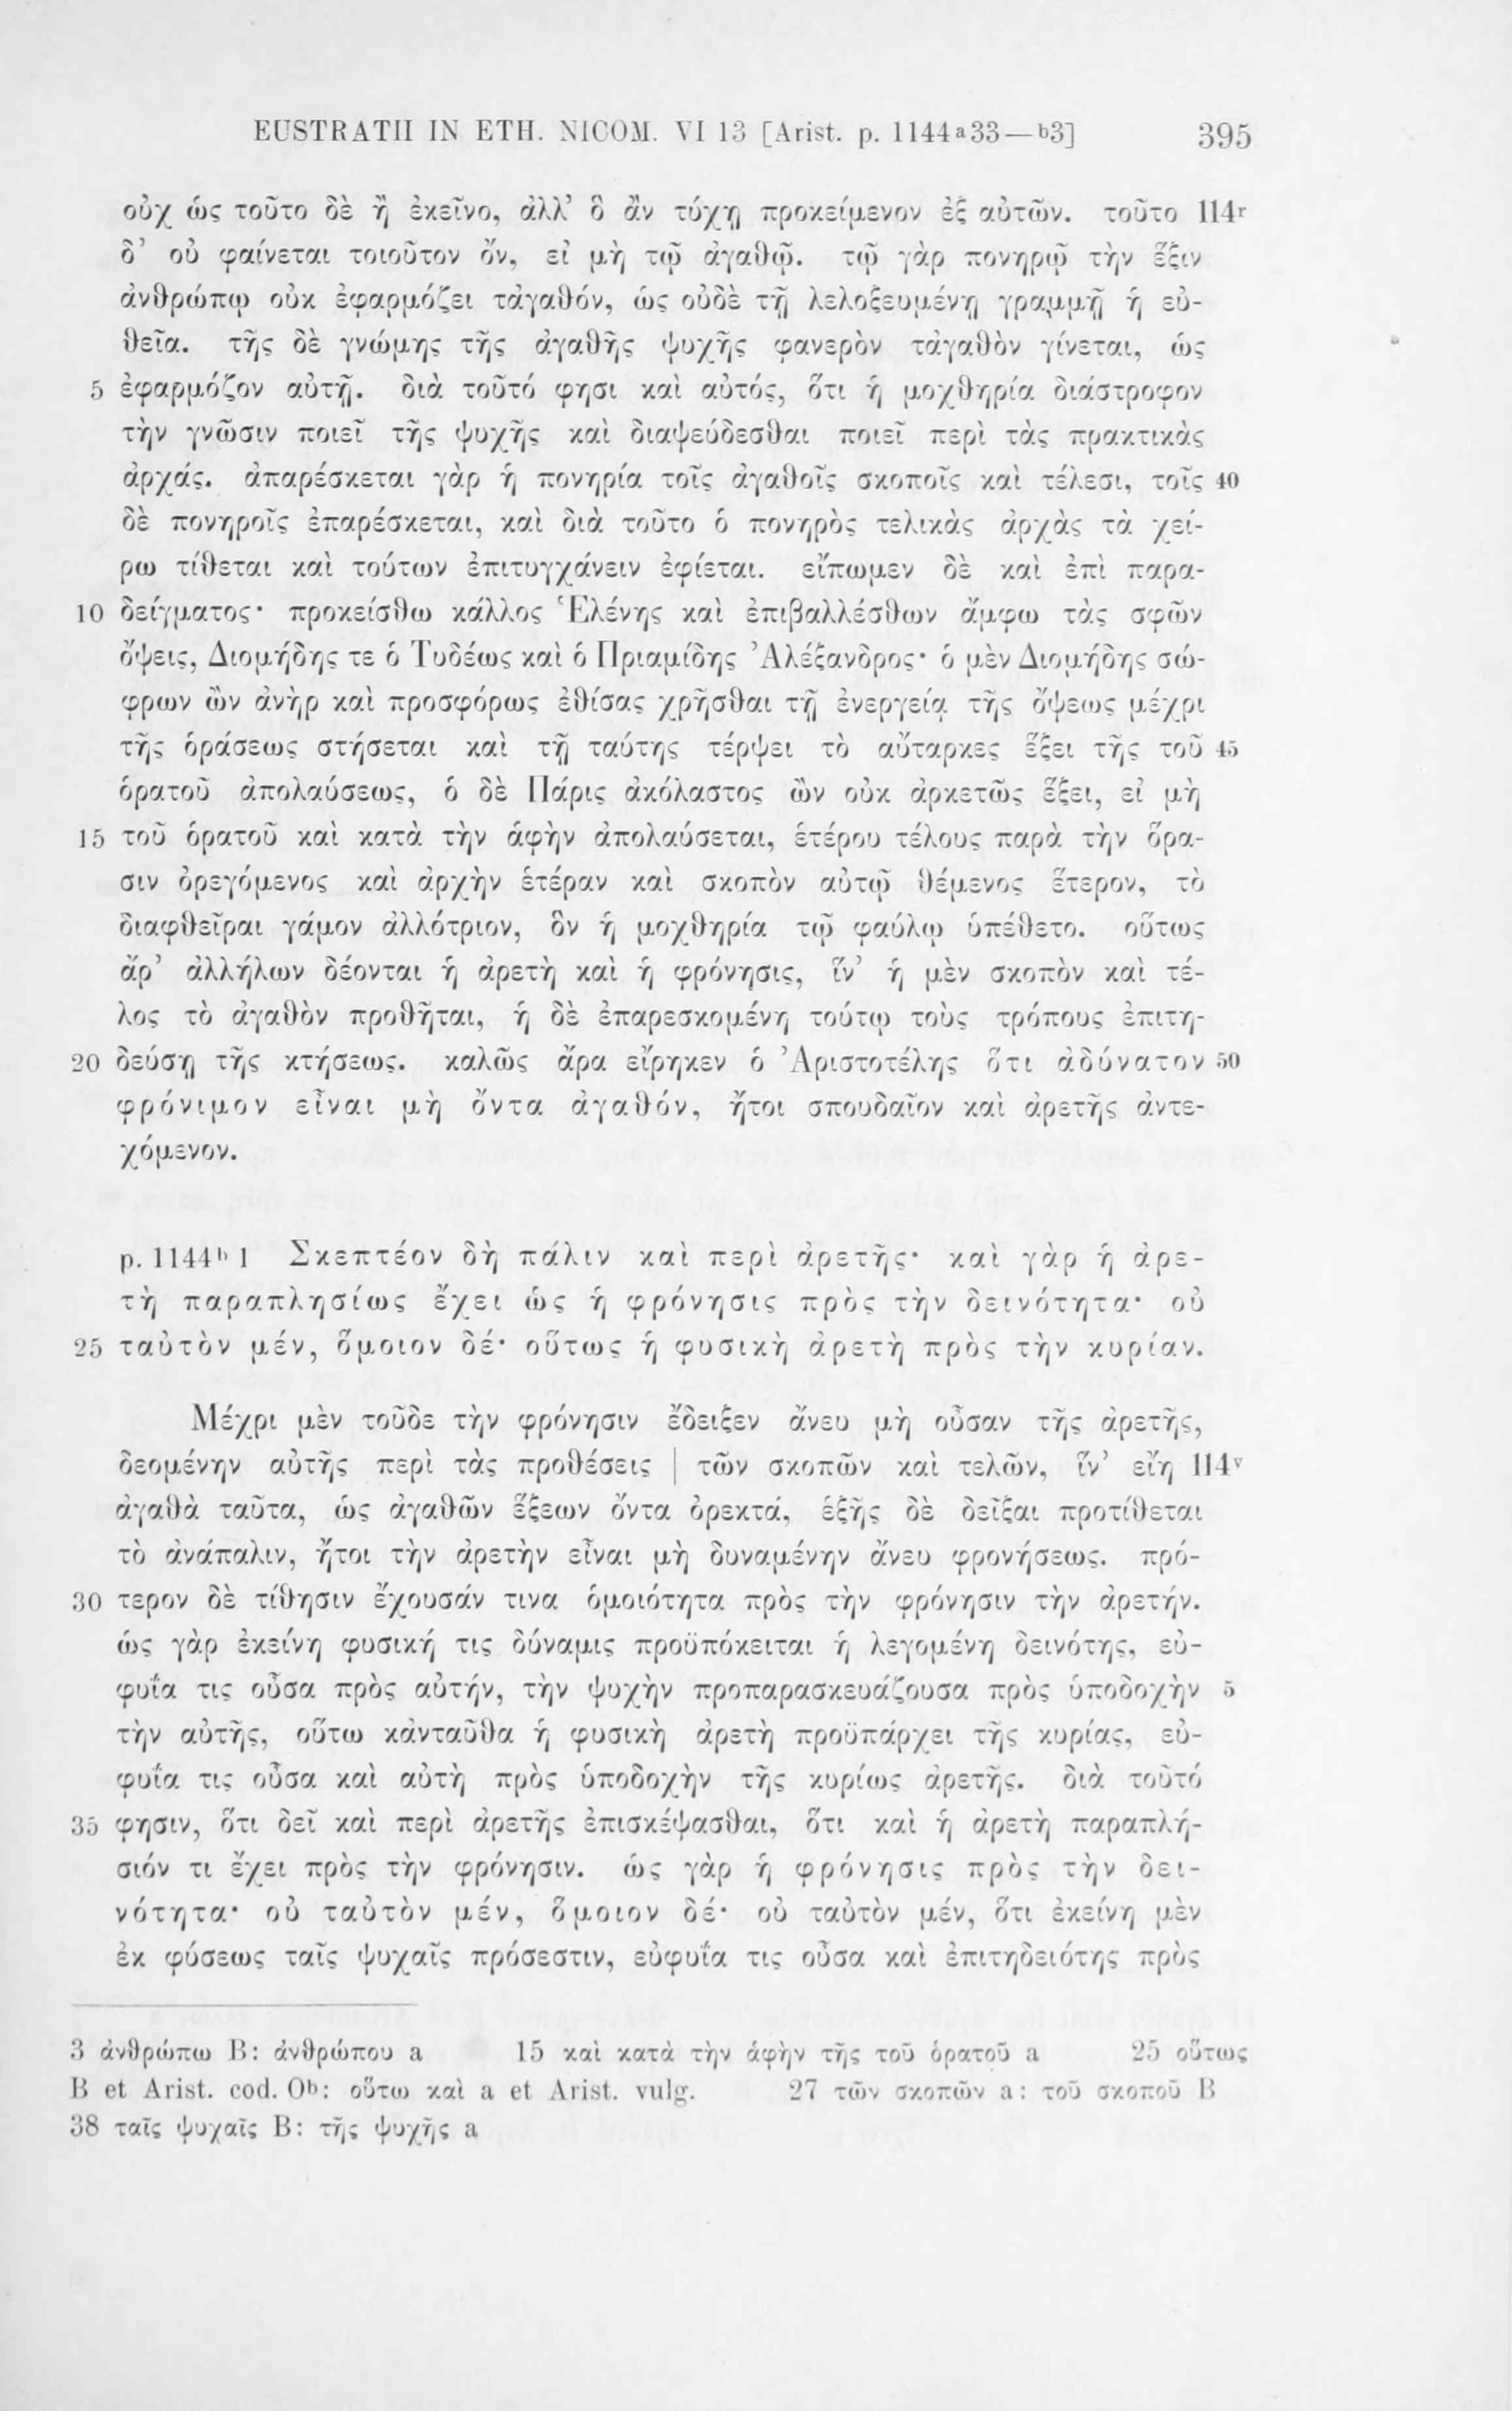 EUSTRATII IN ETH. NICOM. VI 13 [Arist. p. 1144a33—b3] 395
οὐχ ὡς τοῦτο δὲ ἢ ἐκεῖνο, ἀλλ’ ὃ ἂν τύχῃ προκείμενον ἐξ αὐτῶν. τοῦτο 114r
δ’ οὐ φαίνεται τοιοῦτον ὄν, εἰ μὴ τῷ ἀγαθῷ. τῷ γὰρ πονηρῷ τὴν ἕξιν
ἀνθρώπῳ οὐκ ἐφαρμόζει τἀγαθόν, ὡς οὐδὲ τῇ λελοξευμένῃ γραμμῇ ἡ εὐ-
θεῖα. τῆς δὲ γνώμης τῆς ἀγαθῆς ψυχῆς φανερὸν τἀγαθὸν γίνεται, ὡς
5 ἐφαρμόζον αὐτῇ. διὰ τοῦτό φησι καὶ αὐτός, ὅτι ἡ μοχθηρία διάστροφον
τὴν γνῶσιν ποιεῖ τῆς ψυχῆς καὶ διαψεύδεσθαι ποιεῖ περὶ τὰς πρακτικὰς
ἀρχάς. ἀπαρέσκεται γὰρ ἡ πονηρία τοῖς ἀγαθοῖς σκοποῖς καὶ τέλεσι, τοῖς 40
δὲ πονηροῖς ἐπαρέσκεται, καὶ διὰ τοῦτο ὁ πονηρὸς τελικὰς ἀρχὰς τὰ χεί-
ρω τίθεται καὶ τούτων ἐπιτυγχάνειν ἐφίεται. εἴπωμεν δὲ καὶ ἐπὶ παρα-
10 δείγματος· προκείσθω κάλλος Ἑλένης καὶ ἐπιβαλλέσθων ἄμφω τὰς σφῶν
ὄψεις, Διομήδης τε ὁ Τυδέως καὶ ὁ Πριαμίδης Ἀλέξανδρος· ὁ μὲν Διομήδης σώ-
φρων ὢν ἀνὴρ καὶ προσφόρως ἐθίσας χρῆσθαι τῇ ἐνεργείᾳ τῆς ὄψεως μέχρι
τῆς ὁράσεως στήσεται καὶ τῇ ταύτης τέρψει τὸ αὔταρκες ἕξει τῆς τοῦ 45
ὁρατοῦ ἀπολαύσεως, ὁ δὲ Πάρις ἀκόλαστος ὢν οὐκ ἀρκετῶς ἕξει, εἰ μὴ
15 τοῦ ὁρατοῦ καὶ κατὰ τὴν ἁφὴν ἀπολαύσεται, ἑτέρου τέλους παρὰ τὴν ὅρα-
σιν ὀρεγόμενος καὶ ἀρχὴν ἑτέραν καὶ σκοπὸν αὐτῷ θέμενος ἕτερον, τὸ
διαφθεῖραι γάμον ἀλλότριον, ὃν ἡ μοχθηρία τῷ φαύλῳ ὑπέθετο. οὕτως
ἄρ’ ἀλλήλων δέονται ἡ ἀρετὴ καὶ ἡ φρόνησις, ἵν’ ἡ μὲν σκοπὸν καὶ τέ-
λος τὸ ἀγαθὸν προθῆται, ἡ δὲ ἐπαρεσκομένη τούτῳ τοὺς τρόπους ἐπιτη-
20 δεύσῃ τῆς κτήσεως. καλῶς ἄρα εἴρηκεν ὁ Ἀριστοτέλης ὅτι ἀδύνατον 50
φρόνιμον εἶναι μὴ ὄντα ἀγαθόν, ἤτοι σπουδαῖον καὶ ἀρετῆς ἀντε-
χόμενον.
p. 1144b 1 Σκεπτέον δὴ πάλιν καὶ περὶ ἀρετῆς· καὶ γὰρ ἡ ἀρε-
τὴ παραπλησίως ἔχει ὡς ἡ φρόνησις πρὸς τὴν δεινότητα· οὐ
25 ταὐτὸν μέν, ὅμοιον δέ· οὕτως ἡ φυσικὴ ἀρετὴ πρὸς τὴν κυρίαν.
Μέχρι μὲν τοῦδε τὴν φρόνησιν ἔδειξεν ἄνευ μὴ οὖσαν τῆς ἀρετῆς,
δεομένην αὐτῆς περὶ τὰς προθέσεις | τῶν σκοπῶν καὶ τελῶν, ἵν’ εἴη 114v
ἀγαθὰ ταῦτα, ὡς ἀγαθῶν ἕξεων ὄντα ὀρεκτά, ἑξῆς δὲ δεῖξαι προτίθεται
τὸ ἀνάπαλιν, ἤτοι τὴν ἀρετὴν εἶναι μὴ δυναμένην ἄνευ φρονήσεως. πρό-
30 τερον δὲ τίθησιν ἔχουσάν τινα ὁμοιότητα πρὸς τὴν φρόνησιν τὴν ἀρετήν.
ὡς γὰρ ἐκείνῃ φυσική τις δύναμις προϋπόκειται ἡ λεγομένη δεινότης, εὐ-
φυΐα τις οὖσα πρὸς αὐτήν, τὴν ψυχὴν προπαρασκευάζουσα πρὸς ὑποδοχὴν 5
τὴν αὐτῆς, οὕτω κἀνταῦθα ἡ φυσικὴ ἀρετὴ προϋπάρχει τῆς κυρίας, εὐ-
φυΐα τις οὖσα καὶ αὐτὴ πρὸς ὑποδοχὴν τῆς κυρίως ἀρετῆς. διὰ τοῦτό
35 φησιν, ὅτι δεῖ καὶ περὶ ἀρετῆς ἐπισκέψασθαι, ὅτι καὶ ἡ ἀρετὴ παραπλή-
σιόν τι ἔχει πρὸς τὴν φρόνησιν. ὡς γὰρ ἡ φρόνησις πρὸς τὴν δει-
νότητα· οὐ ταὐτὸν μέν, ὅμοιον δέ· οὐ ταὐτὸν μέν, ὅτι ἐκείνη μὲν
ἐκ φύσεως ταῖς ψυχαῖς πρόσεστιν, εὐφυΐα τις οὖσα καὶ ἐπιτηδειότης πρὸς
3 ἀνθρώπω B: ἀνθρώπου a 15 καὶ κατὰ τὴν ἁφὴν τῆς τοῦ ὁρατοῦ a 25 οὕτως
B et Arist. cod. Ob: οὕτω καὶ a et Arist. vulg. 27 τῶν σκοπῶν a: τοῦ σκοποῦ B
38 ταῖς ψυχαῖς B: τῆς ψυχῆς a